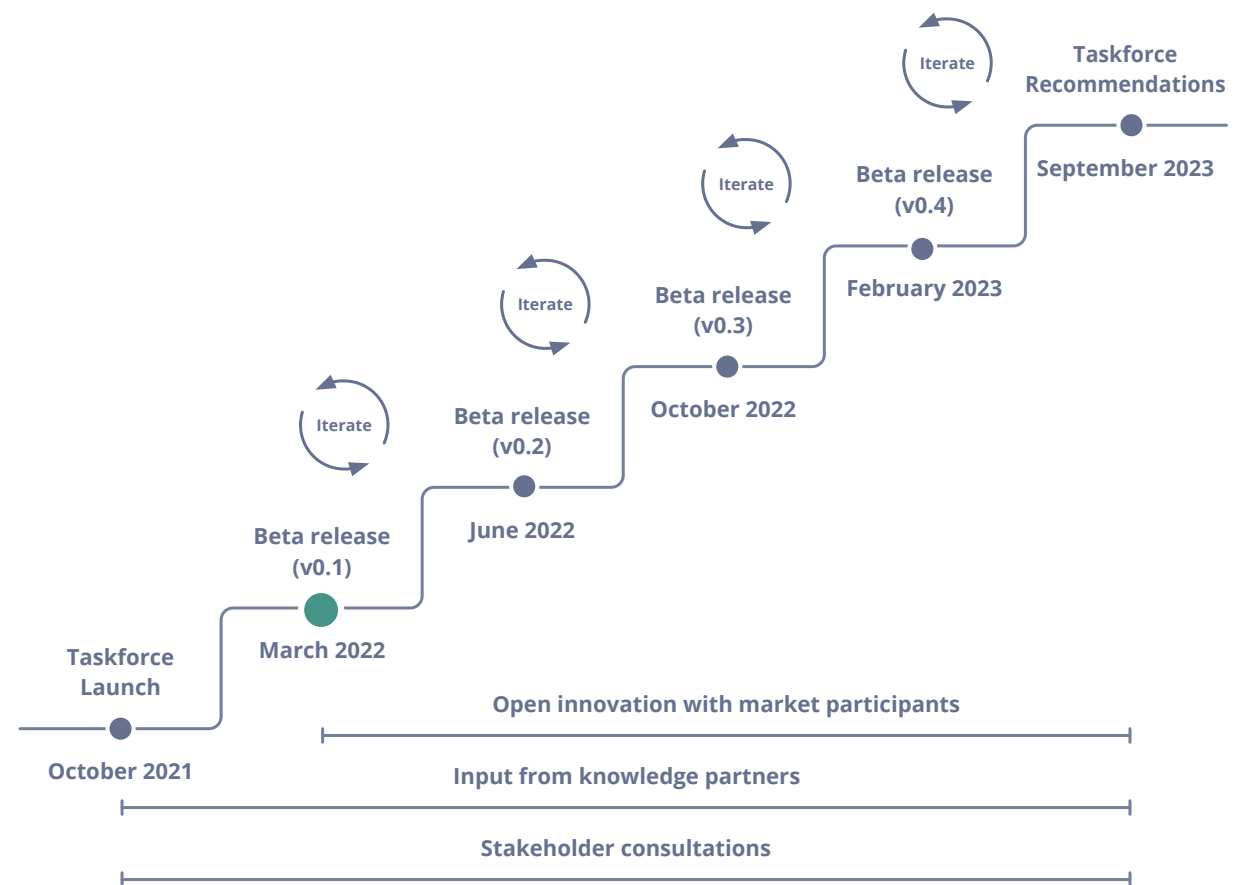 Taskforce
Launch
October 2021
Beta release
(v0.1)
March 2022
Iterate
Beta release
(v0.2)
June 2022
Iterate
Beta release
(v0.3)
October 2022
Iterate
Beta release
(v0.4)
February 2023
Iterate
Taskforce
Recommendations
September 2023
Open innovation with market participants
Input from knowledge partners
Stakeholder consultations